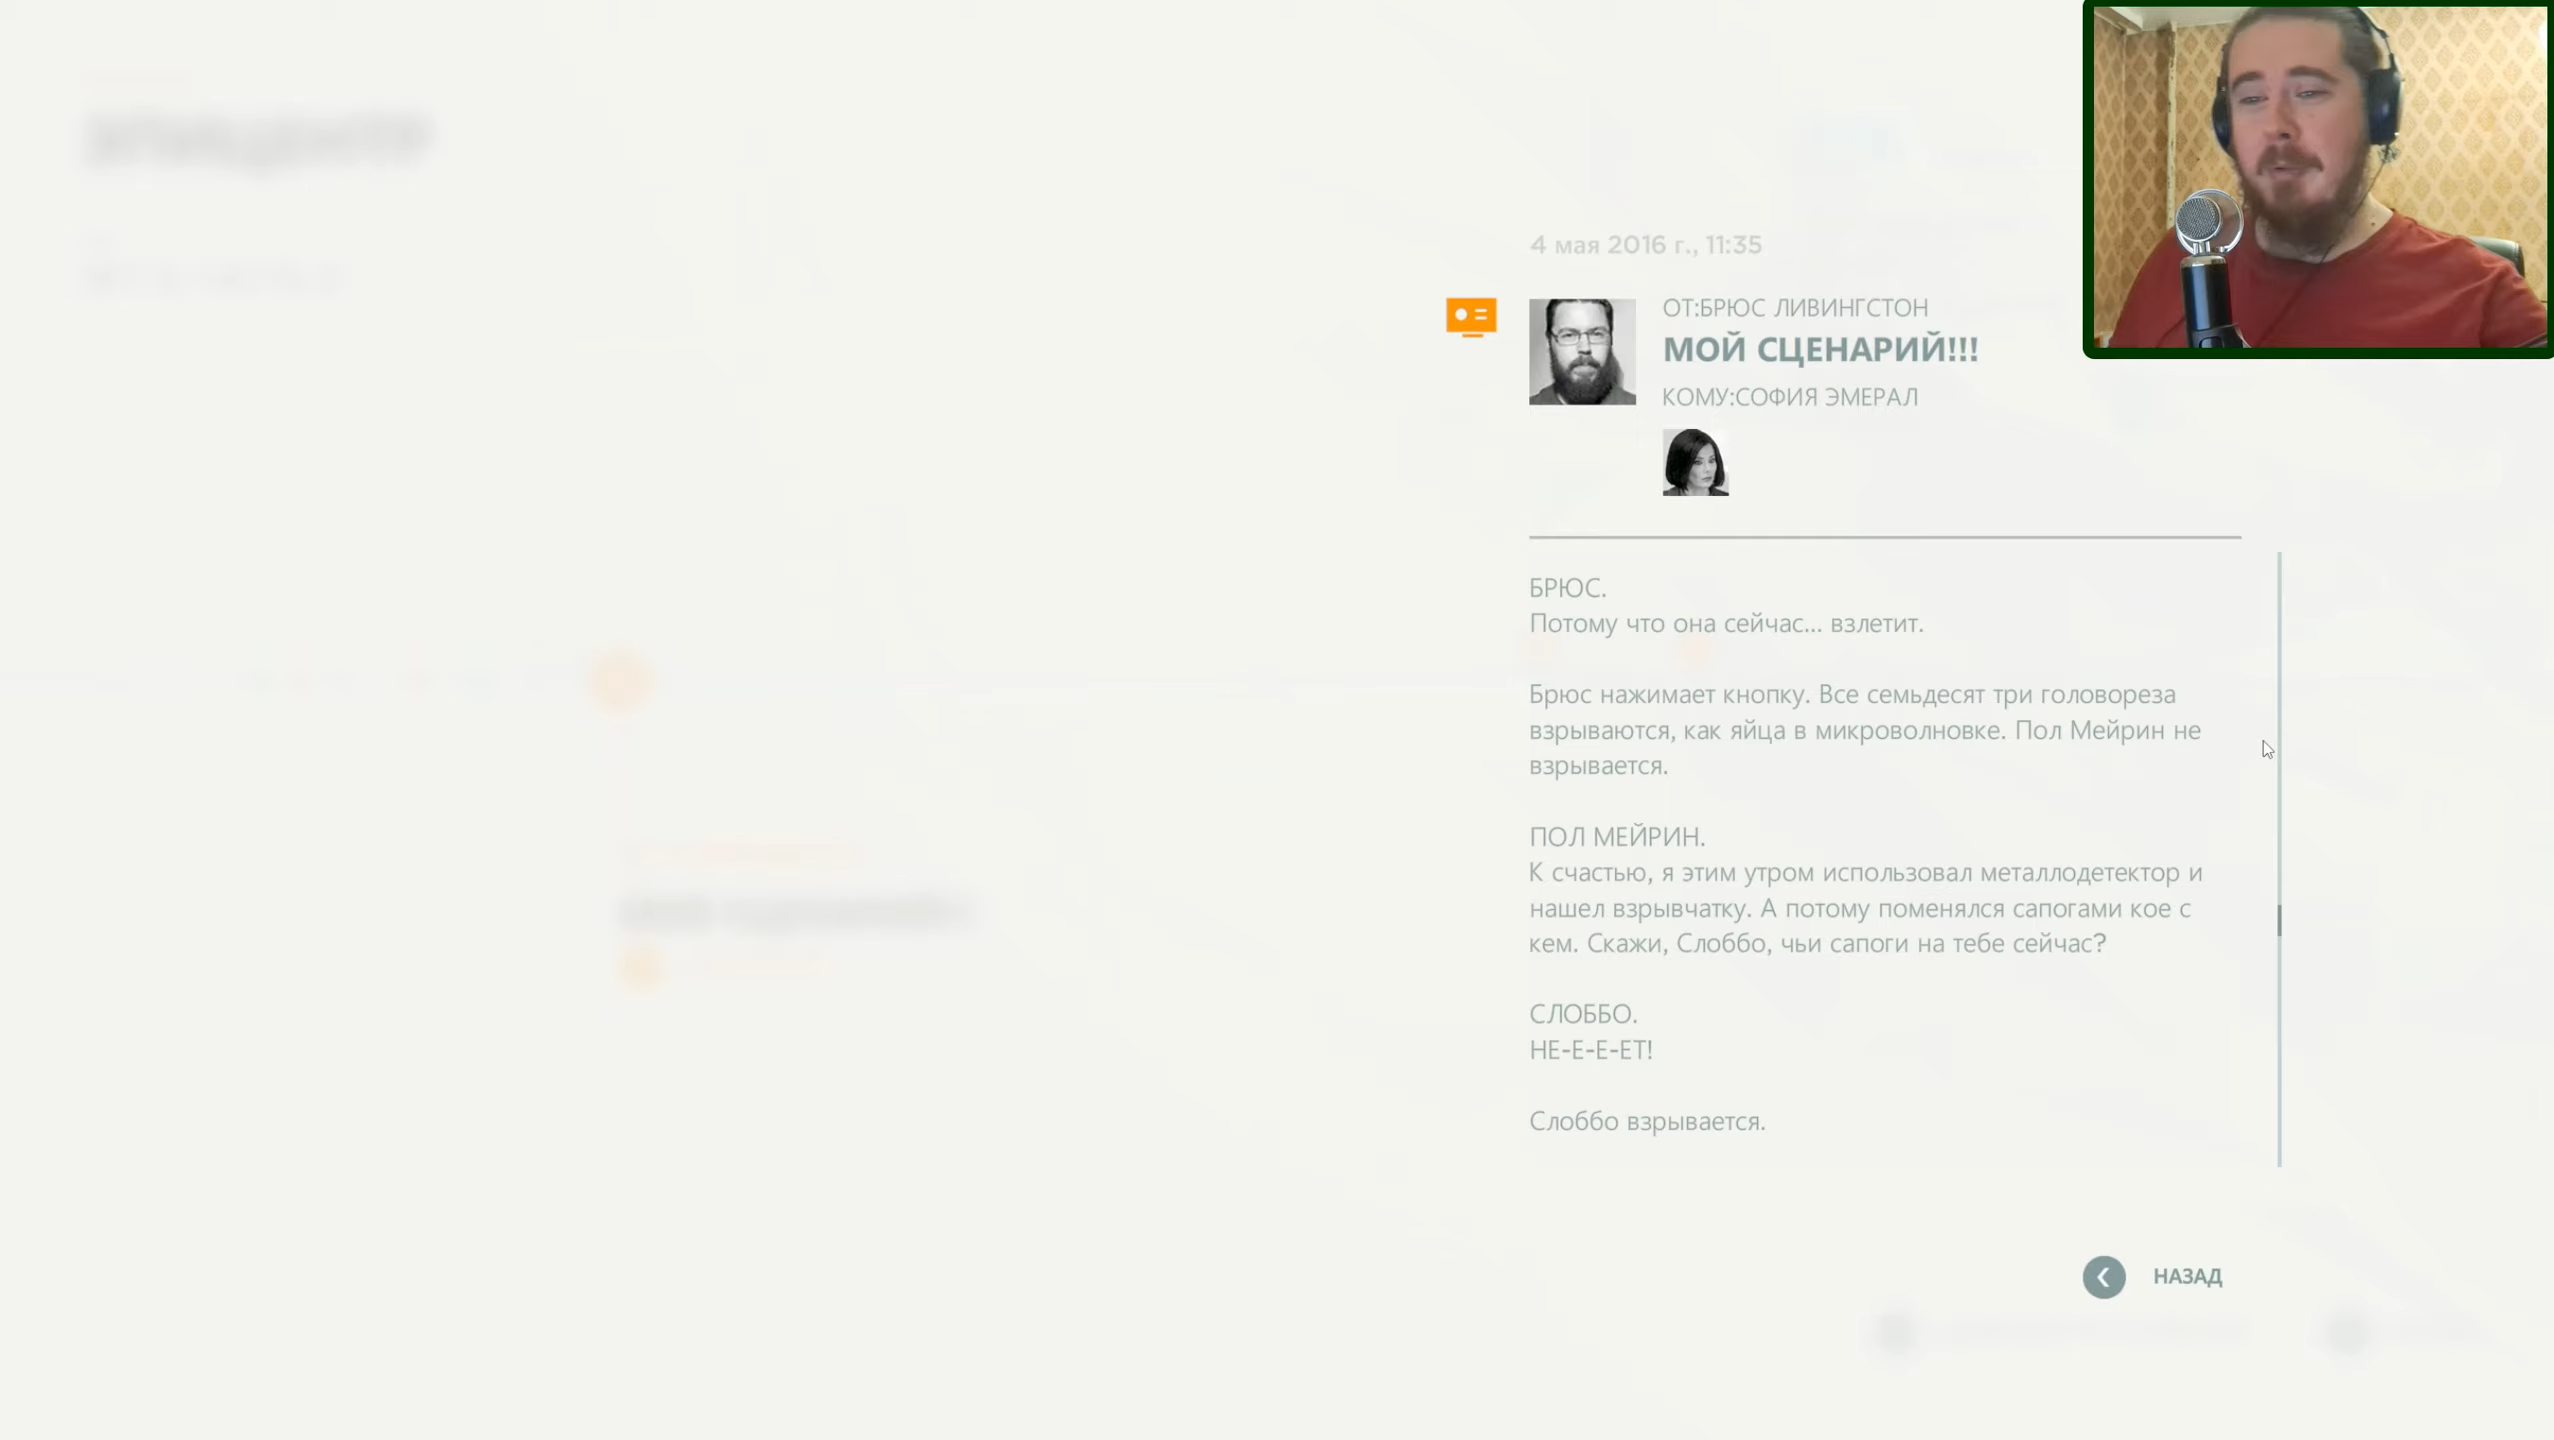 4 мая 2016 г., 11:35
ОТ:БРЮС ЛИВИНГСТОН
МОЙ СЦЕНАРИЙ!!!
КОМУ:СОФИЯ ЭМЕРАЛ
БРЮС.
Потому что она сейчас... взлетит.
Брюс нажимает кнопку. Все семьдесят три головореза
взрываются, как яйца в микроволновке. Пол Мейрин не
взрывается.
ПОЛ МЕЙРИН.
К счастью, я этим утром использовал металлодетектор и
нашел взрывчатку. А потому поменялся сапогами кое с
кем. Скажи, Слоббо, чьи сапоги на тебе сейчас?
СЛОББО.
НЕ-Е-Е-ЕТ!
Слоббо взрывается.
НАЗАД